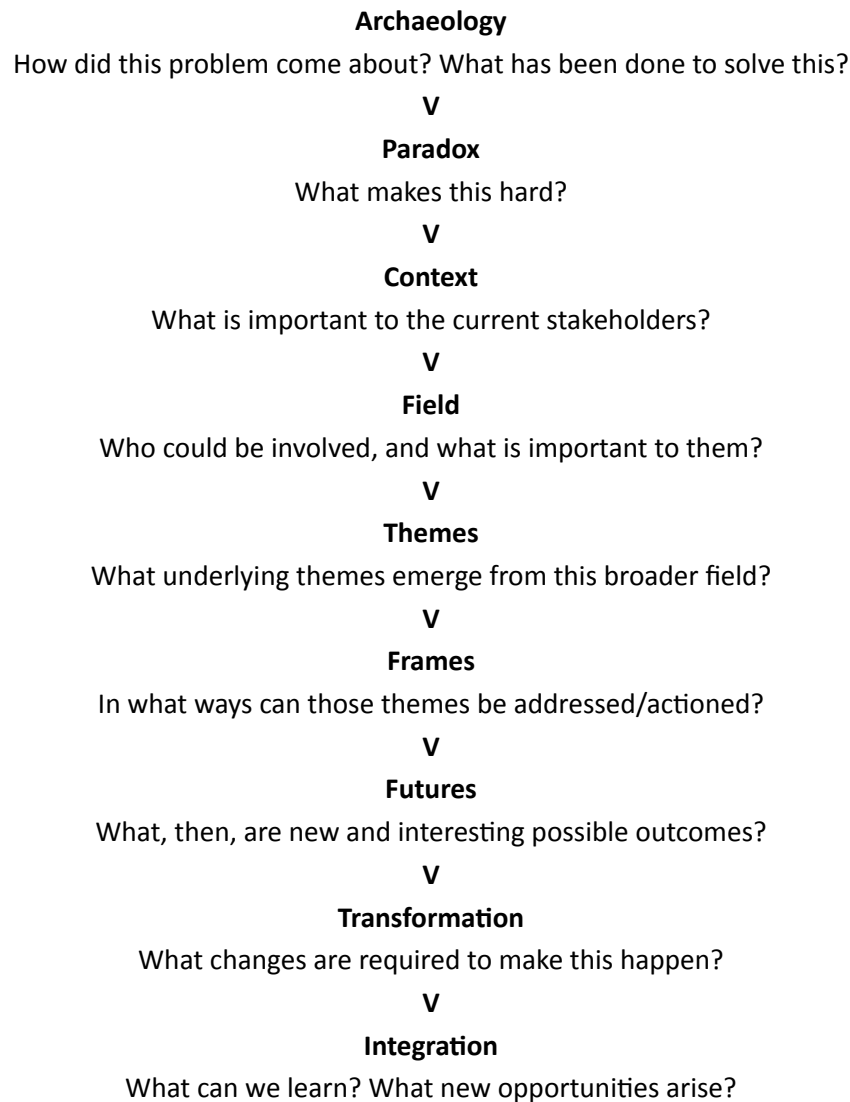 Archaeology
How did this problem come about? What has been done to solve this?
V
Paradox
What makes this hard?
V
Context
What is important to the current stakeholders?
V
Field
Who could be involved, and what is important to them?
V
Themes
What underlying themes emerge from this broader field?
V
Frames
In what ways can those themes be addressed/actioned?
V
Futures
What, then, are new and interesting possible outcomes?
V
Transformation
What changes are required to make this happen?
V
Integration
What can we learn? What new opportunities arise?